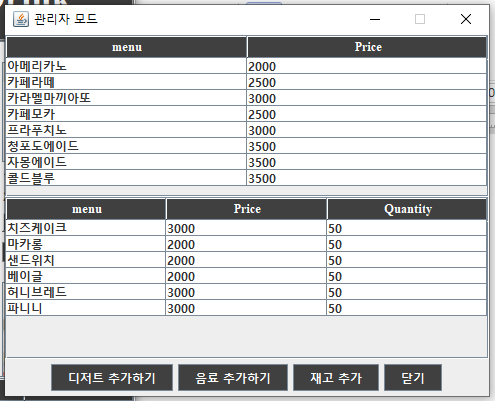 관리자 모드
menu Price
아메리카노 2000
카페라떼 2500
카라멜마끼아또 3000
카페모카 2500
프라푸치노 3000
청포도에이드 3500
자몽에이드 3500
콜드블루 3500
menu Price Quantity
치즈케이크 3000 50
마카롱 2000 50
샌드위치 2000 50
베이글 2000 50
허니브레드 3000 50
파니니 3000 50
디저트 추가하기 음료 추가하기 재고 추가 닫기